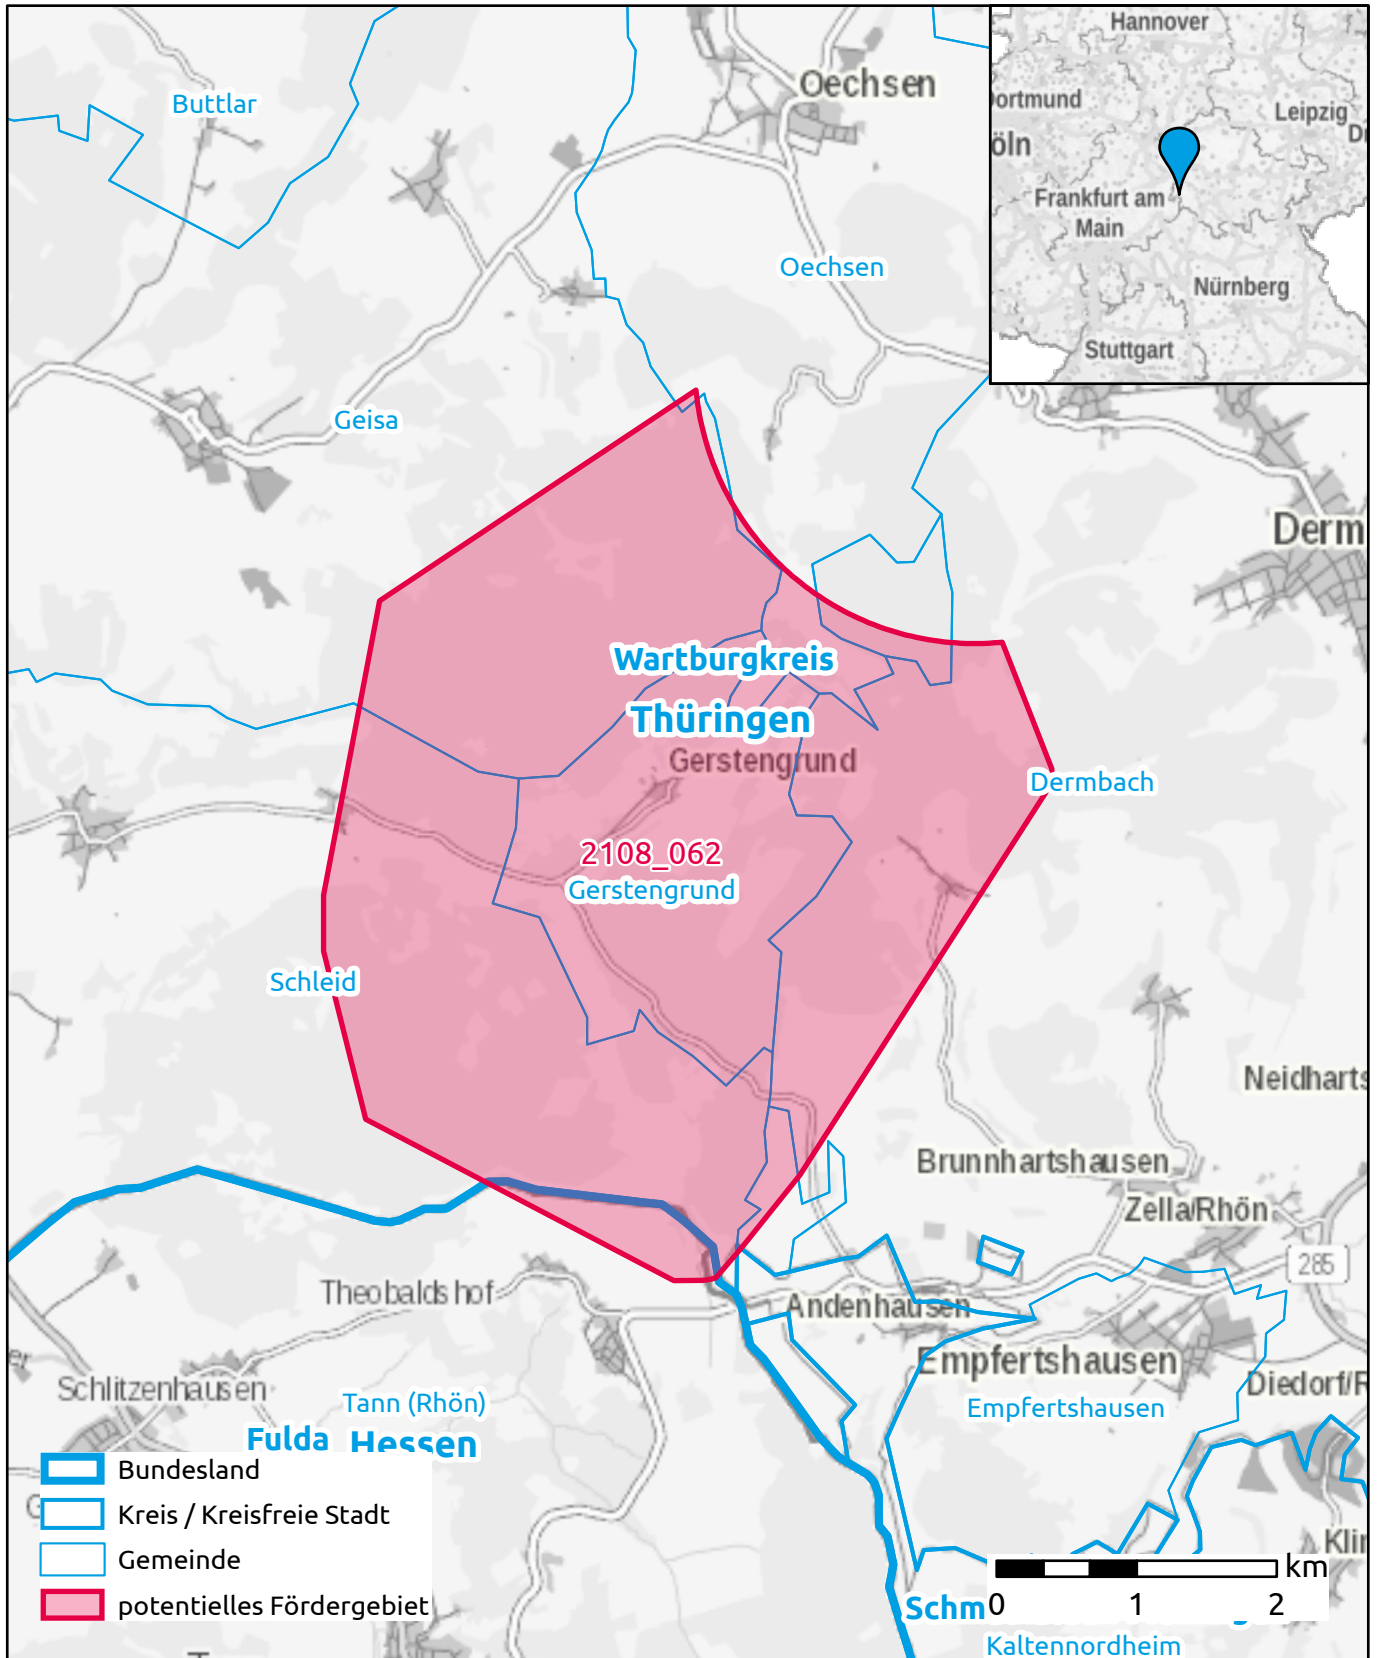 Hannover
ortmund
Leipzig
öln
Frankfurt am
Main
Nürnberg
Stuttgart
Oechsen
Buttlar
Oechsen
Geisa
Derm
Wartburgkreis
Thüringen
Gerstengrund
Dermbach
2108_062
Gerstengrund
Schleid
Neidharts
Brunnhartshausen
Zella/Rhön
285
Theobaldshof
Andenhausen
Empfertshausen
Schlitzenhausen
Diedorf/R
Tann (Rhön)
Empfertshausen
Fulda Hessen
Bundesland
Kreis / Kreisfreie Stadt
Gemeinde
potentielles Fördergebiet
Klin
km
0 1 2
Schm
Kaltennordheim